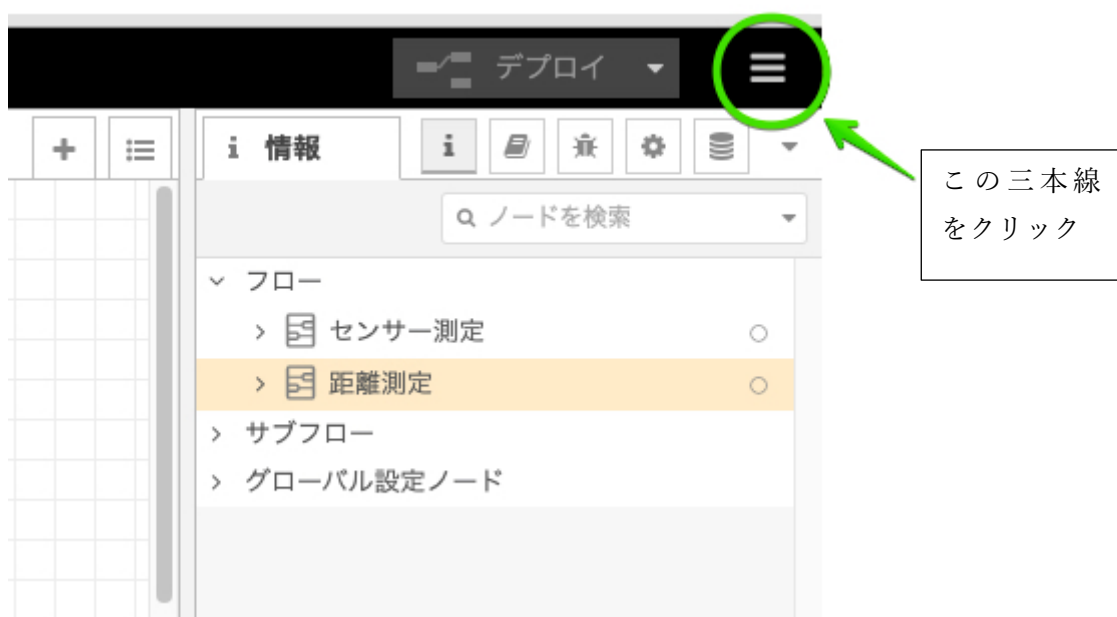 デプロイ
i 情報
ノードを検索
フロー
センサー測定
距離測定
サブフロー
グローバル設定ノード
この三本線
をクリック